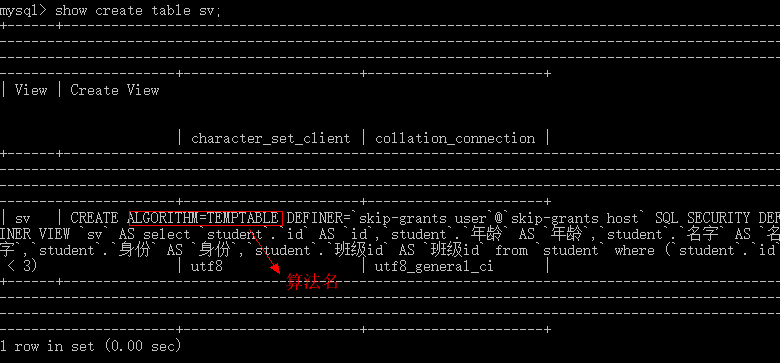 mysql> show create table sv;
| View | Create View
| character_set_client | collation_connection |
| sv | CREATE ALGORITHM=TEMPTABLE DEFINER=`skip-grants user`@`skip-grants host` SQL SECURITY DEF
INER VIEW `sv` AS select `student`.`id` AS `id`,`student`.`年龄` AS `年龄`,`student`.`名字` AS `名
字`,`student`.`身份` AS `身份`,`student`.`班级id` AS `班级id` from `student` where (`student`.`id`
< 3) | utf8 | utf8_general_ci |
算法名
1 row in set (0.00 sec)